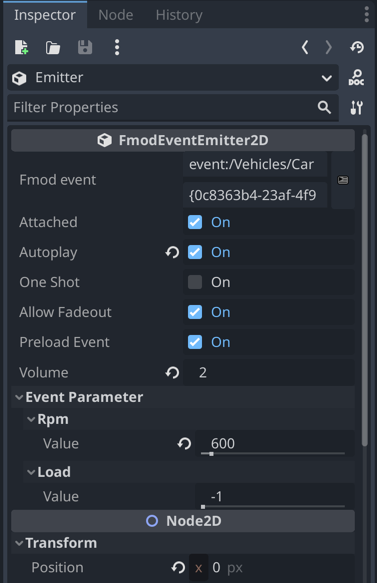 Inspector Node History
Emitter
DOC
Filter Properties
FmodEventEmitter2D
Fmod event event:/Vehicles/Car
{0c8363b4-23af-4f9
Attached On
Autoplay On
One Shot On
Allow Fadeout On
Preload Event On
Volume 2
Event Parameter
Rpm
Value 600
Load
Value -1
Node2D
Transform
Position x 0 px